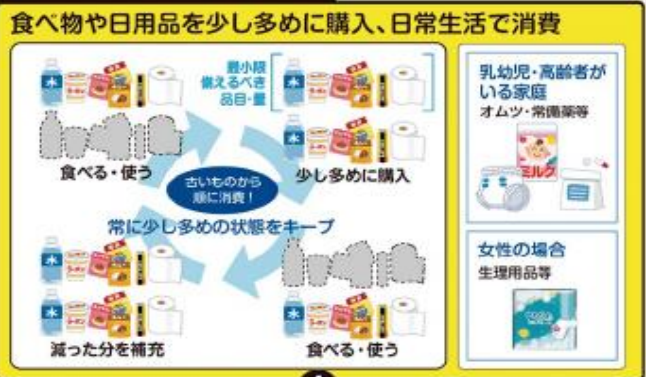 食べ物や日用品を少し多めに購入、日常生活で消費
最小限
備えるべき
品目・量
水
食べる・使う
少し多めに購入
古いものから
順に消費!
常に少し多めの状態をキープ
減った分を補充
食べる・使う
乳幼児・高齢者が
いる家庭
オムツ・常備薬等
ミルク
女性の場合
生理用品等